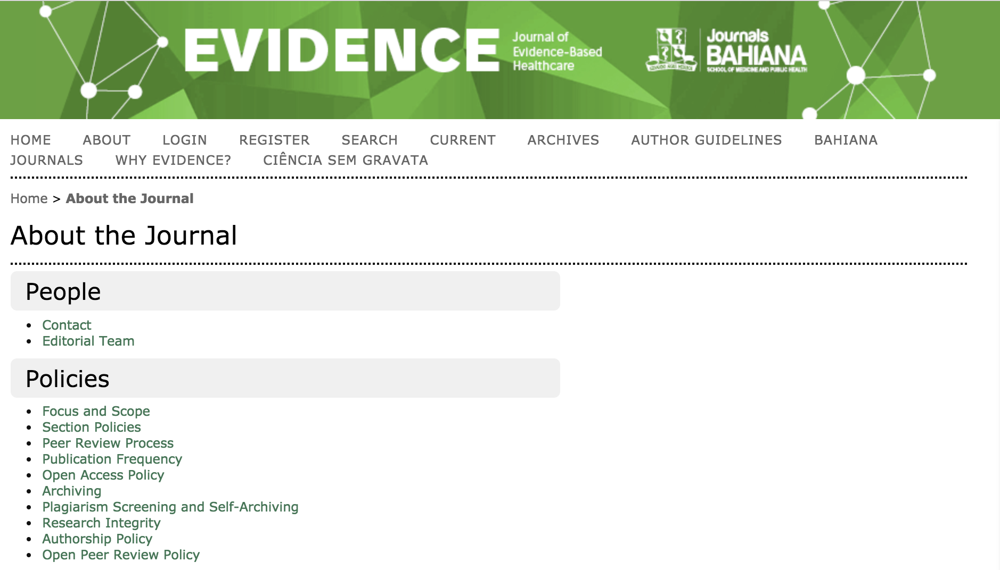 EVIDENCE
Journal of
Evidence-Based
Healthcare
Journals
BAHIANA
SCHOOL OF MEDICINE AND PUBLIC HEALTH
HOME ABOUT LOGIN REGISTER SEARCH CURRENT ARCHIVES AUTHOR GUIDELINES BAHIANA
JOURNALS WHY EVIDENCE? CIÊNCIA SEM GRAVATA
Home > About the Journal
About the Journal
People
• Contact
• Editorial Team
Policies
• Focus and Scope
• Section Policies
• Peer Review Process
• Publication Frequency
• Open Access Policy
• Archiving
• Plagiarism Screening and Self-Archiving
• Research Integrity
• Authorship Policy
• Open Peer Review Policy